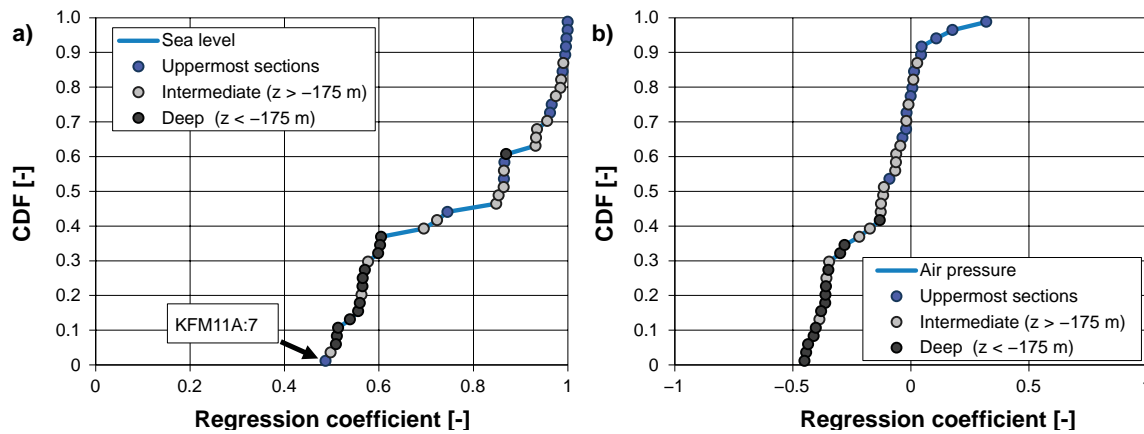 a)
CDF [-]
1.0
0.9
0.8
0.7
0.6
0.5
0.4
0.3
0.2
0.1
0
Sea level
Uppermost sections
Intermediate (z > −175 m)
Deep (z < −175 m)
KFM11A:7
0
0.2
0.4
0.6
0.8
1
Regression coefficient [-]
b)
CDF [-]
1.0
0.9
0.8
0.7
0.6
0.5
0.4
0.3
0.2
0.1
0
Air pressure
Uppermost sections
Intermediate (z > −175 m)
Deep (z < −175 m)
−1
−0.5
0
0.5
1
Regression coefficient [-]